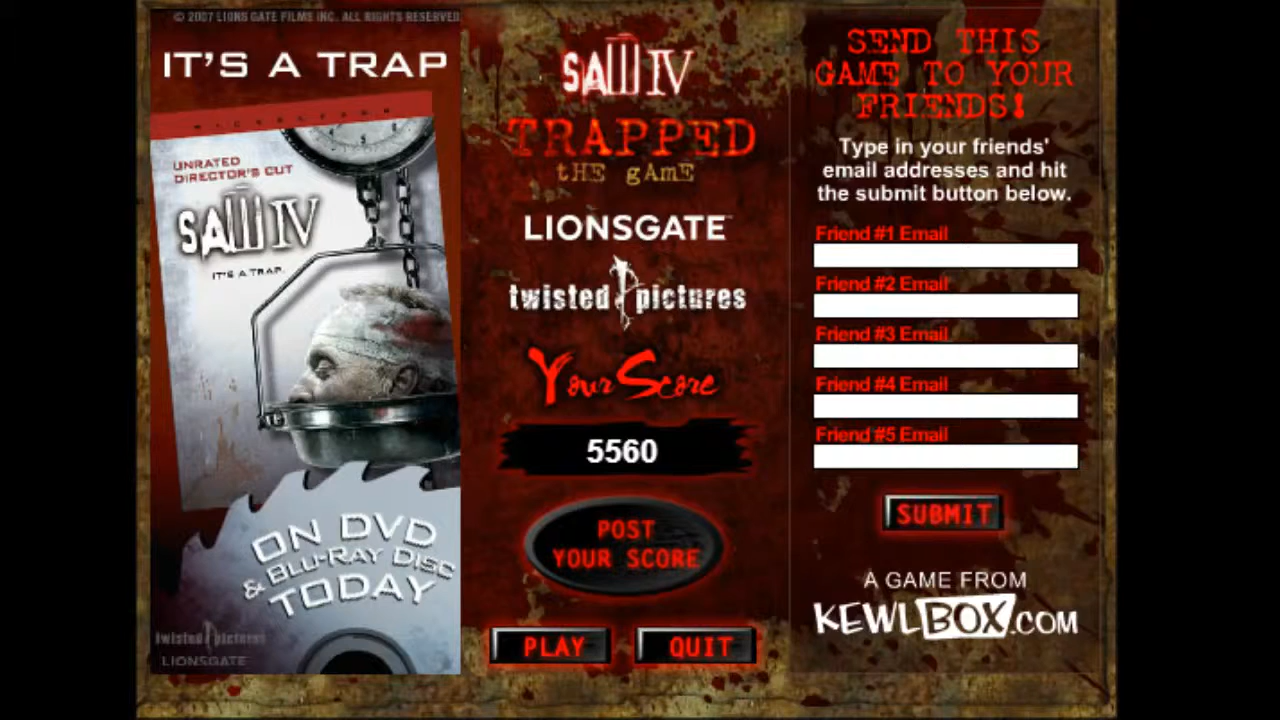 © 2007 LIONS GATE FILMS INC. ALL RIGHTS RESERVED
IT'S A TRAP
UNRATED
DIRECTOR'S CUT
SAW IV
IT'S A TRAP.
ON DVD
& BLU-RAY DISC
TODAY
twisted pictures
LIONSGATE
SAW IV
TRAPPED
tHE gAmE
LIONSGATE
twisted pictures
Your Score
5560
POST
YOUR SCORE
PLAY
QUIT
SEND THIS
GAME TO YOUR
FRIENDS!
Type in your friends'
email addresses and hit
the submit button below.
Friend #1 Email
Friend #2 Email
Friend #3 Email
Friend #4 Email
Friend #5 Email
SUBMIT
A GAME FROM
KEWLBOX.COM